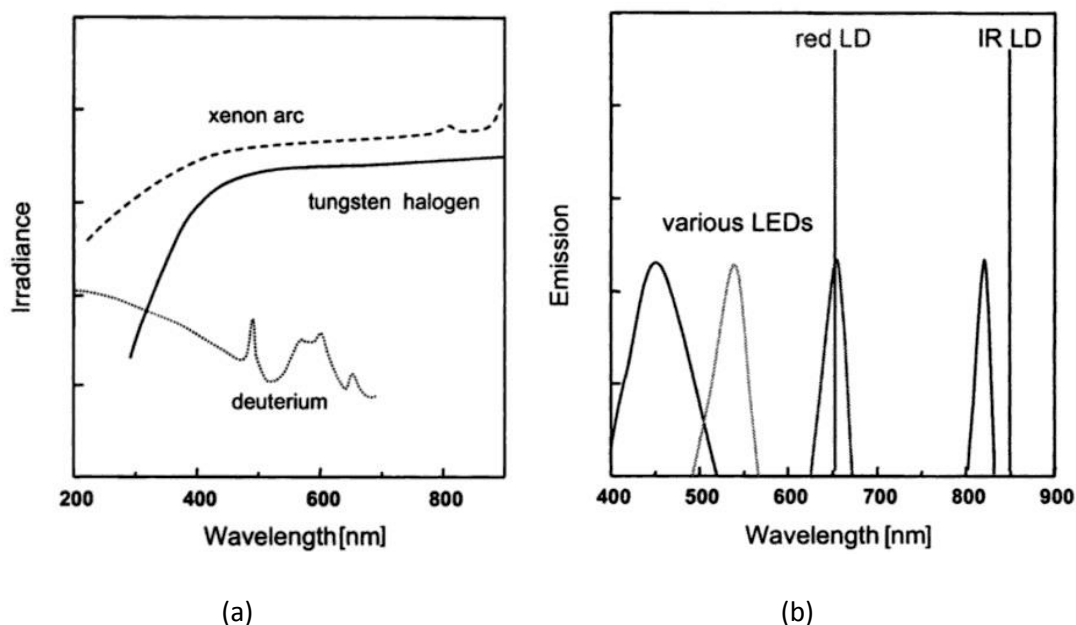 xenon arc
tungsten halogen
deuterium
Irradiance
200 400 600 800
Wavelength[nm]
(a)
red LD IR LD
various LEDs
Emission
400 500 600 700 800 900
Wavelength[nm]
(b)